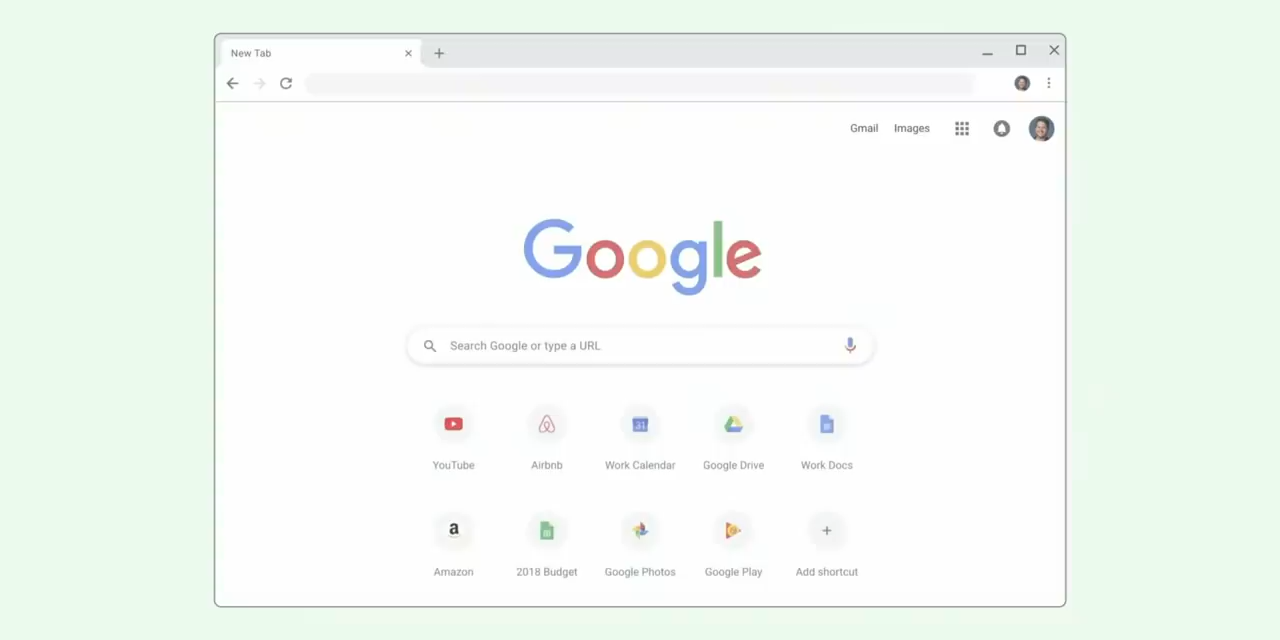 New Tab
Gmail Images
Google
Search Google or type a URL
31
YouTube Airbnb Work Calendar Google Drive Work Docs
a
Amazon 2018 Budget Google Photos Google Play Add shortcut